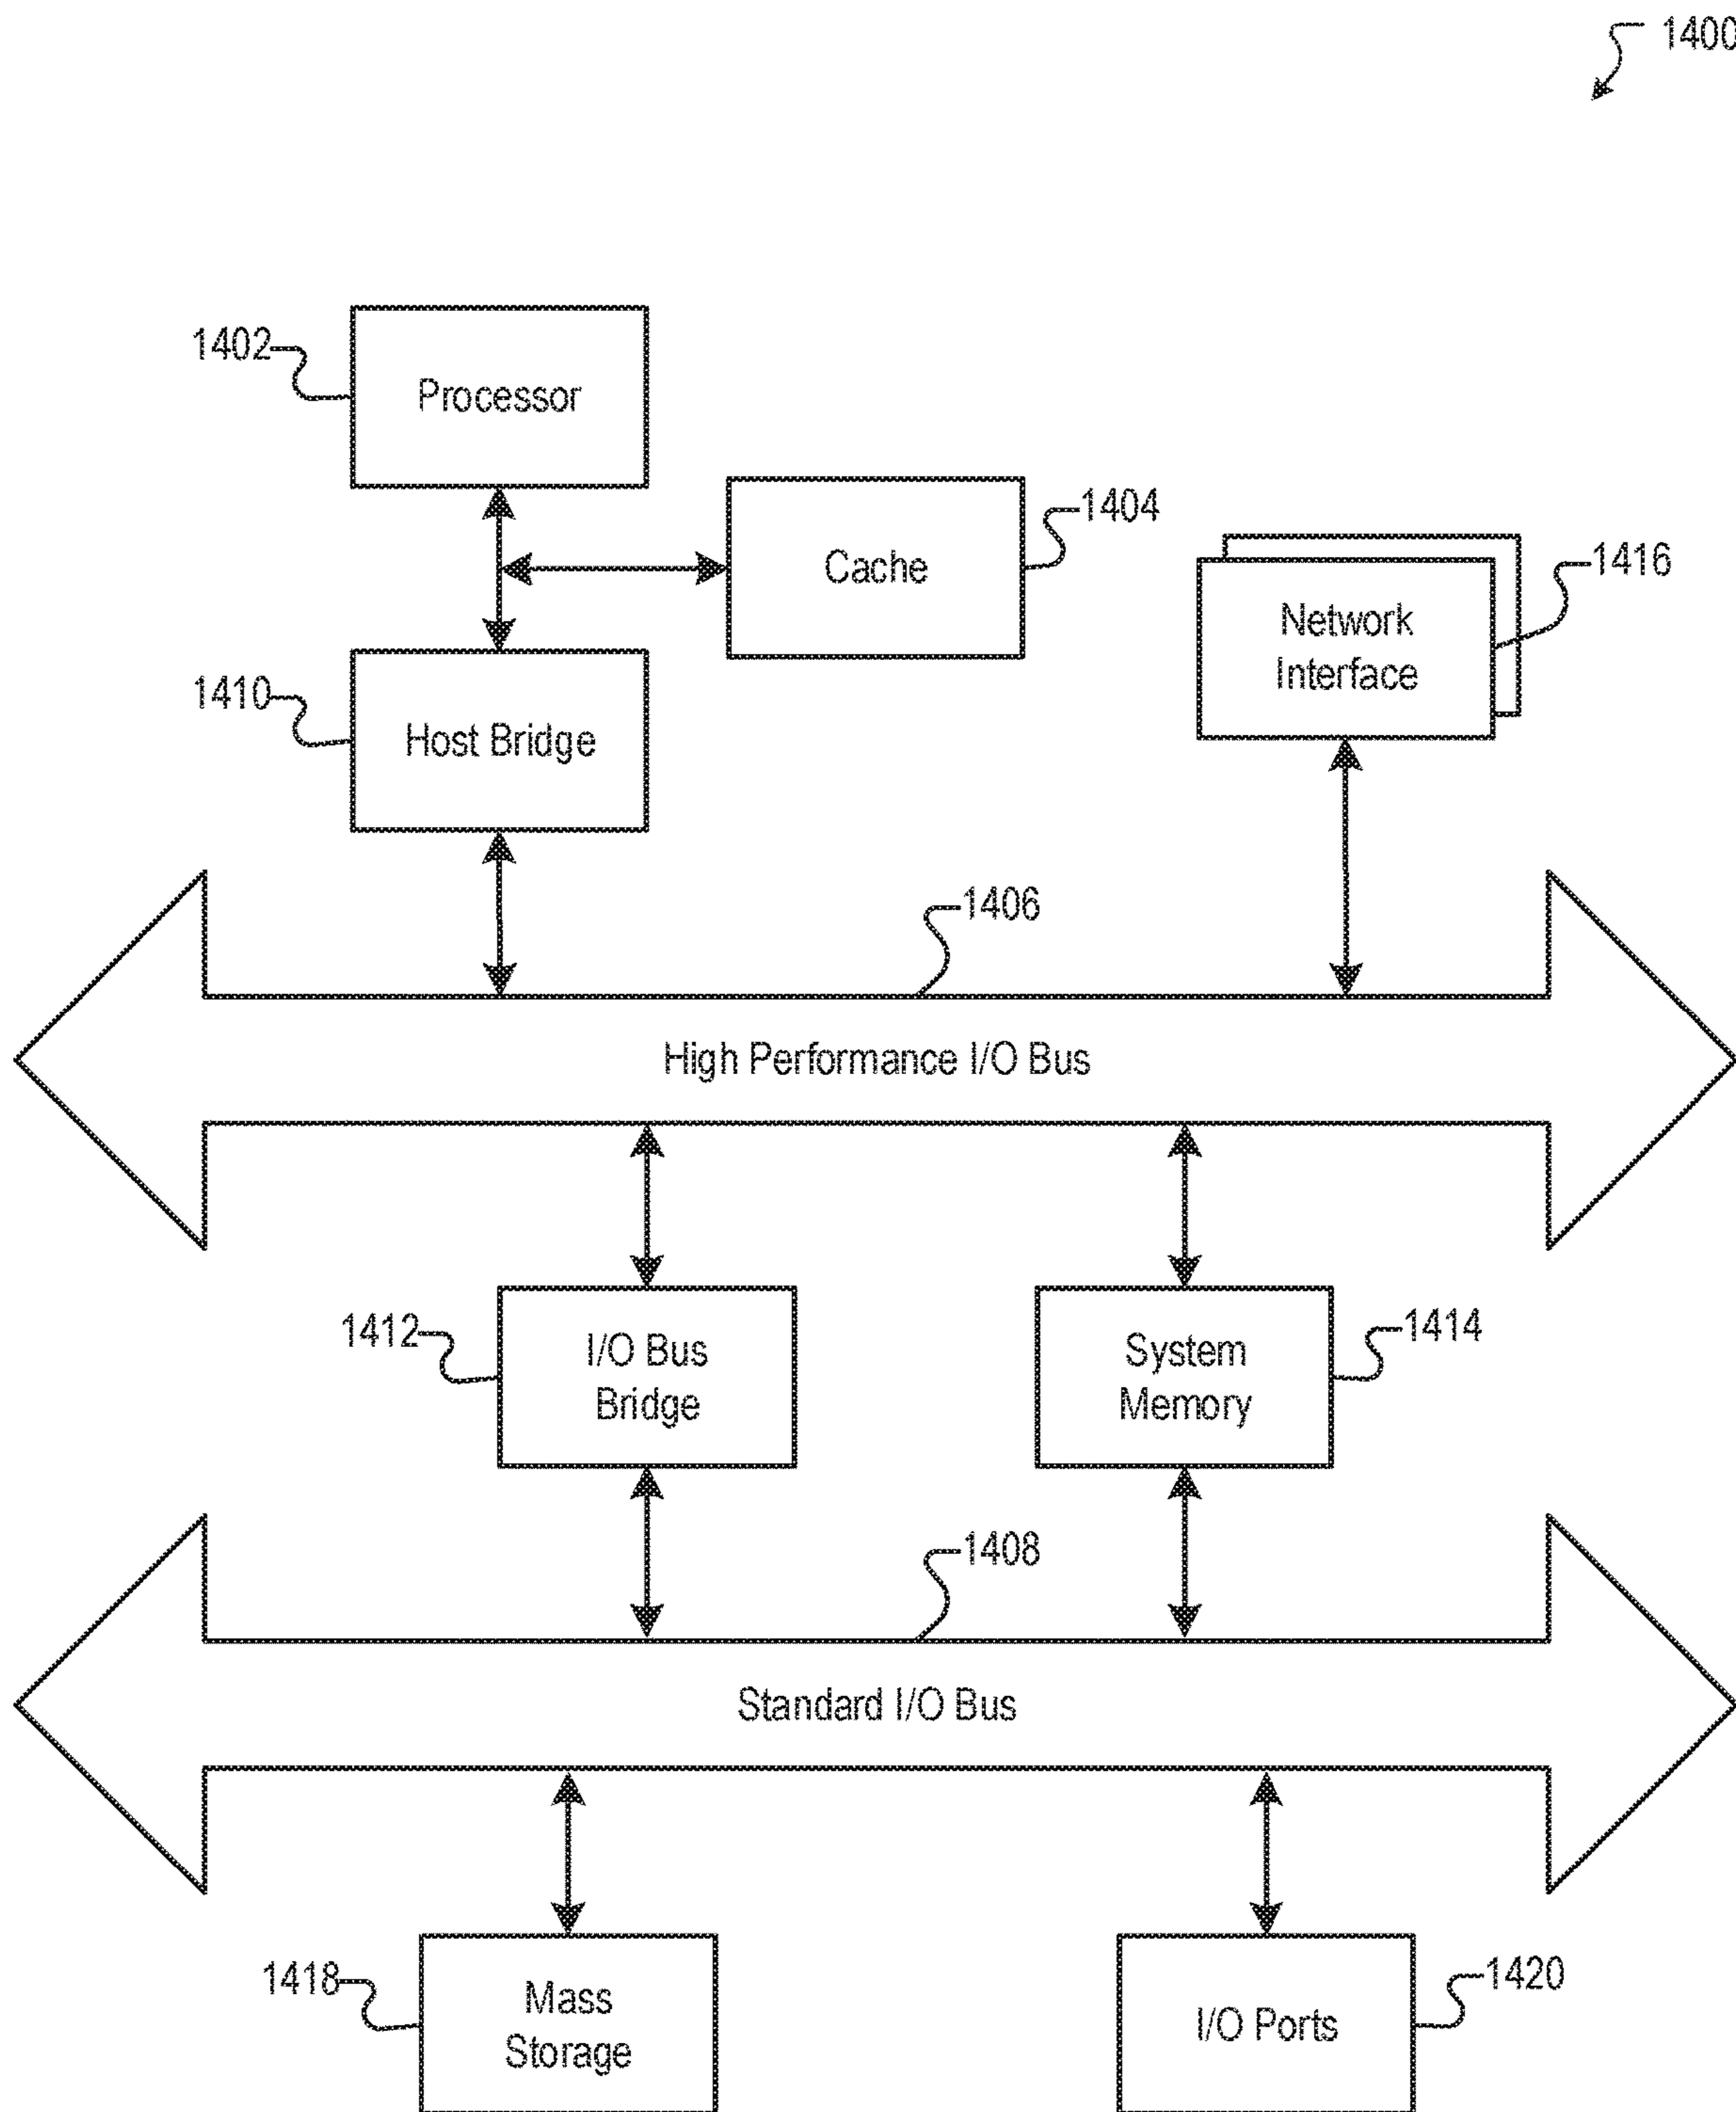 1400
1402
Processor
1404
Cache
1416
Network
Interface
1410
Host Bridge
1406
High Performance I/O Bus
1412
I/O Bus
Bridge
System
Memory
1414
1408
Standard I/O Bus
1418
Mass
Storage
I/O Ports
1420